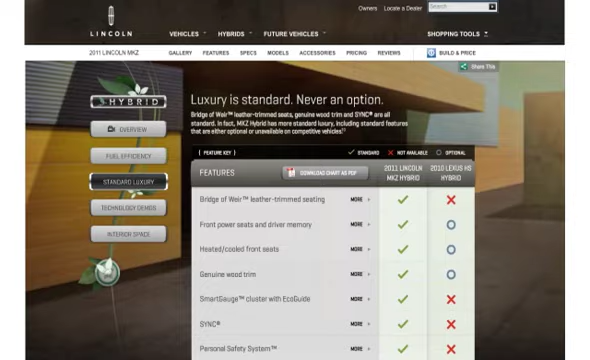 Owners Locate a Dealer Search
LINCOLN
VEHICLES HYBRIDS FUTURE VEHICLES SHOPPING TOOLS
2011 LINCOLN MKZ GALLERY FEATURES SPECS MODELS ACCESSORIES PRICING REVIEWS BUILD & PRICE
Share This
HYBRID
OVERVIEW
FUEL EFFICIENCY
STANDARD LUXURY
TECHNOLOGY DEMOS
INTERIOR SPACE
Luxury is standard. Never an option.
Bridge of Weir™ leather-trimmed seats, genuine wood trim and SYNC® are all
standard. In fact, MKZ Hybrid has more standard luxury, including standard features
that are either optional or unavailable on competitive vehicles!
( FEATURE KEY ) STANDARD NOT AVAILABLE OPTIONAL
FEATURES DOWNLOAD CHART AS PDF 2011 LINCOLN MKZ HYBRID 2010 LEXUS HS HYBRID
Bridge of Weir™ leather-trimmed seating MORE +
Front power seats and driver memory MORE +
Heated/cooled front seats MORE +
Genuine wood trim MORE +
SmartGauge™ cluster with EcoGuide MORE +
SYNC® MORE +
Personal Safety System™ MORE +